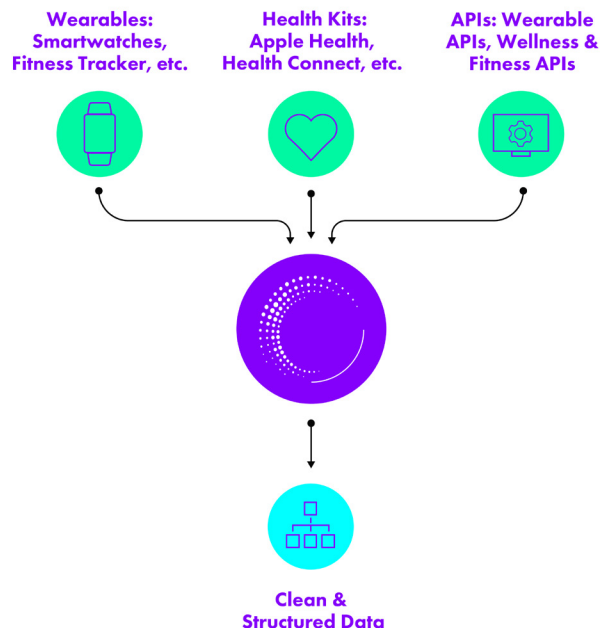 Wearables:
Smartwatches,
Fitness Tracker, etc.
Health Kits:
Apple Health,
Health Connect, etc.
APIs: Wearable
APIs, Wellness &
Fitness APIs
Clean &
Structured Data